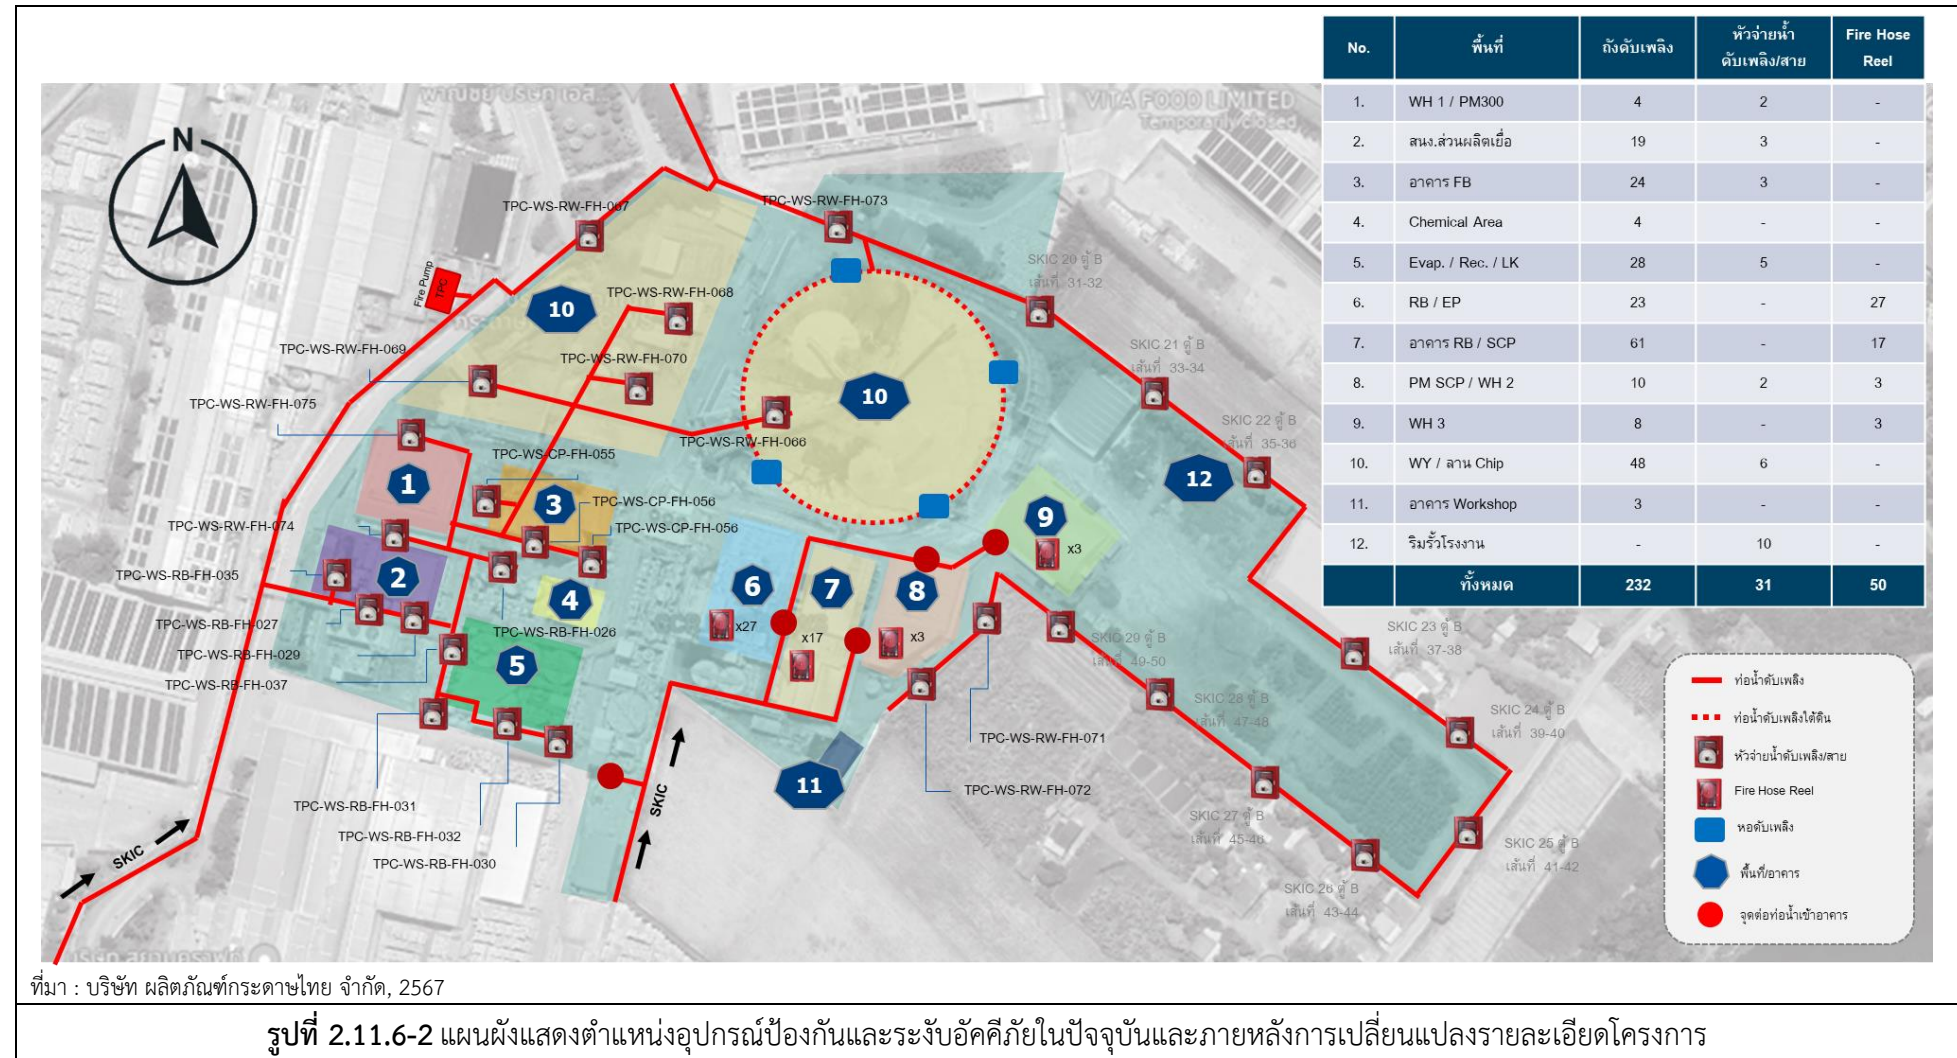 No.
พื้นที่
ถังดับเพลิง
หัวจ่ายน้ำ
ดับเพลิง/สาย
Fire Hose
Reel
1. WH 1 / PM300 4 2 -
2. สนง.ส่วนผลิตเยื่อ 19 3 -
3. อาคาร FB 24 3 -
4. Chemical Area 4 - -
5. Evap. / Rec. / LK 28 5 -
6. RB / EP 23 - 27
7. อาคาร RB / SCP 61 - 17
8. PM SCP / WH 2 10 2 3
9. WH 3 8 - 3
10. WY / ลาน Chip 48 6 -
11. อาคาร Workshop 3 - -
12. ริมรั้วโรงงาน - 10 -
ทั้งหมด 232 31 50
VITA FOOD LIMITED
Temporarily closed
N
TPC-WS-RW-FH-067
TPC-WS-RW-FH-073
SKIC 20 ตู้ B
เส้นที่ 31-32
Fire Pump
TPC
10
TPC-WS-RW-FH-068
TPC-WS-RW-FH-069
TPC-WS-RW-FH-070
SKIC 21 ตู้ B
เส้นที่ 33-34
10
TPC-WS-RW-FH-075
TPC-WS-RW-FH-066
SKIC 22 ตู้ B
เส้นที่ 35-36
TPC-WS-CP-FH-055
1
3
TPC-WS-CP-FH-056
12
9
x3
TPC-WS-RW-FH-074
TPC-WS-CP-FH-056
TPC-WS-RB-FH-035
2
4
6
7
8
TPC-WS-RB-FH-027
TPC-WS-RB-FH-026
x27
x17
x3
SKIC 29 ตู้ B
เส้นที่ 49-50
SKIC 23 ตู้ B
เส้นที่ 37-38
TPC-WS-RB-FH-029
5
TPC-WS-RB-FH-037
SKIC 28 ตู้ B
เส้นที่ 47-48
SKIC 24 ตู้ B
เส้นที่ 39-40
TPC-WS-RW-FH-071
11
TPC-WS-RW-FH-072
SKIC
TPC-WS-RB-FH-031
SKIC 27 ตู้ B
เส้นที่ 45-46
TPC-WS-RB-FH-032
SKIC 25 ตู้ B
เส้นที่ 41-42
SKIC
TPC-WS-RB-FH-030
SKIC 26 ตู้ B
เส้นที่ 43-44
ท่อน้ำดับเพลิง
ท่อน้ำดับเพลิงใต้ดิน
หัวจ่ายน้ำดับเพลิง/สาย
Fire Hose Reel
หอดับเพลิง
พื้นที่/อาคาร
จุดต่อท่อน้ำเข้าอาคาร
ที่มา : บริษัท ผลิตภัณฑ์กระดาษไทย จำกัด, 2567
รูปที่ 2.11.6-2 แผนผังแสดงตำแหน่งอุปกรณ์ป้องกันและระงับอัคคีภัยในปัจจุบันและภายหลังการเปลี่ยนแปลงรายละเอียดโครงการ